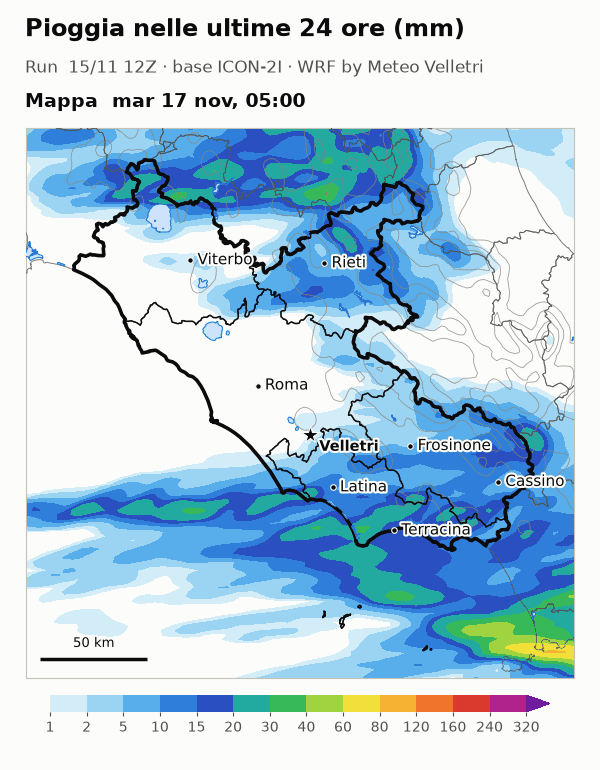 Pioggia nelle ultime 24 ore (mm)
Run  15/11 12Z · base ICON-2I · WRF by Meteo Velletri
Mappa  mar 17 nov, 05:00
Viterbo
Rieti
Roma
Velletri
Frosinone
Cassino
Latina
Terracina
50 km
1 2 5 10 15 20 30 40 60 80 120 160 240 320